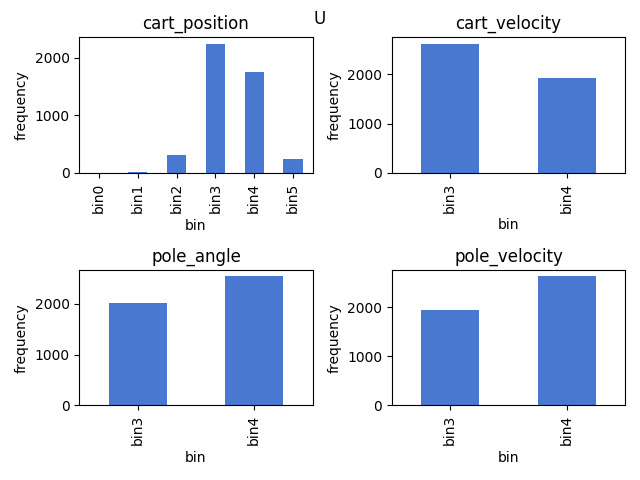 U
cart_position
frequency
2000
1000
0
bin0 bin1 bin2 bin3 bin4 bin5
bin
cart_velocity
frequency
2000
1000
0
bin3 bin4
bin
pole_angle
frequency
2000
1000
0
bin3 bin4
bin
pole_velocity
frequency
2000
1000
0
bin3 bin4
bin